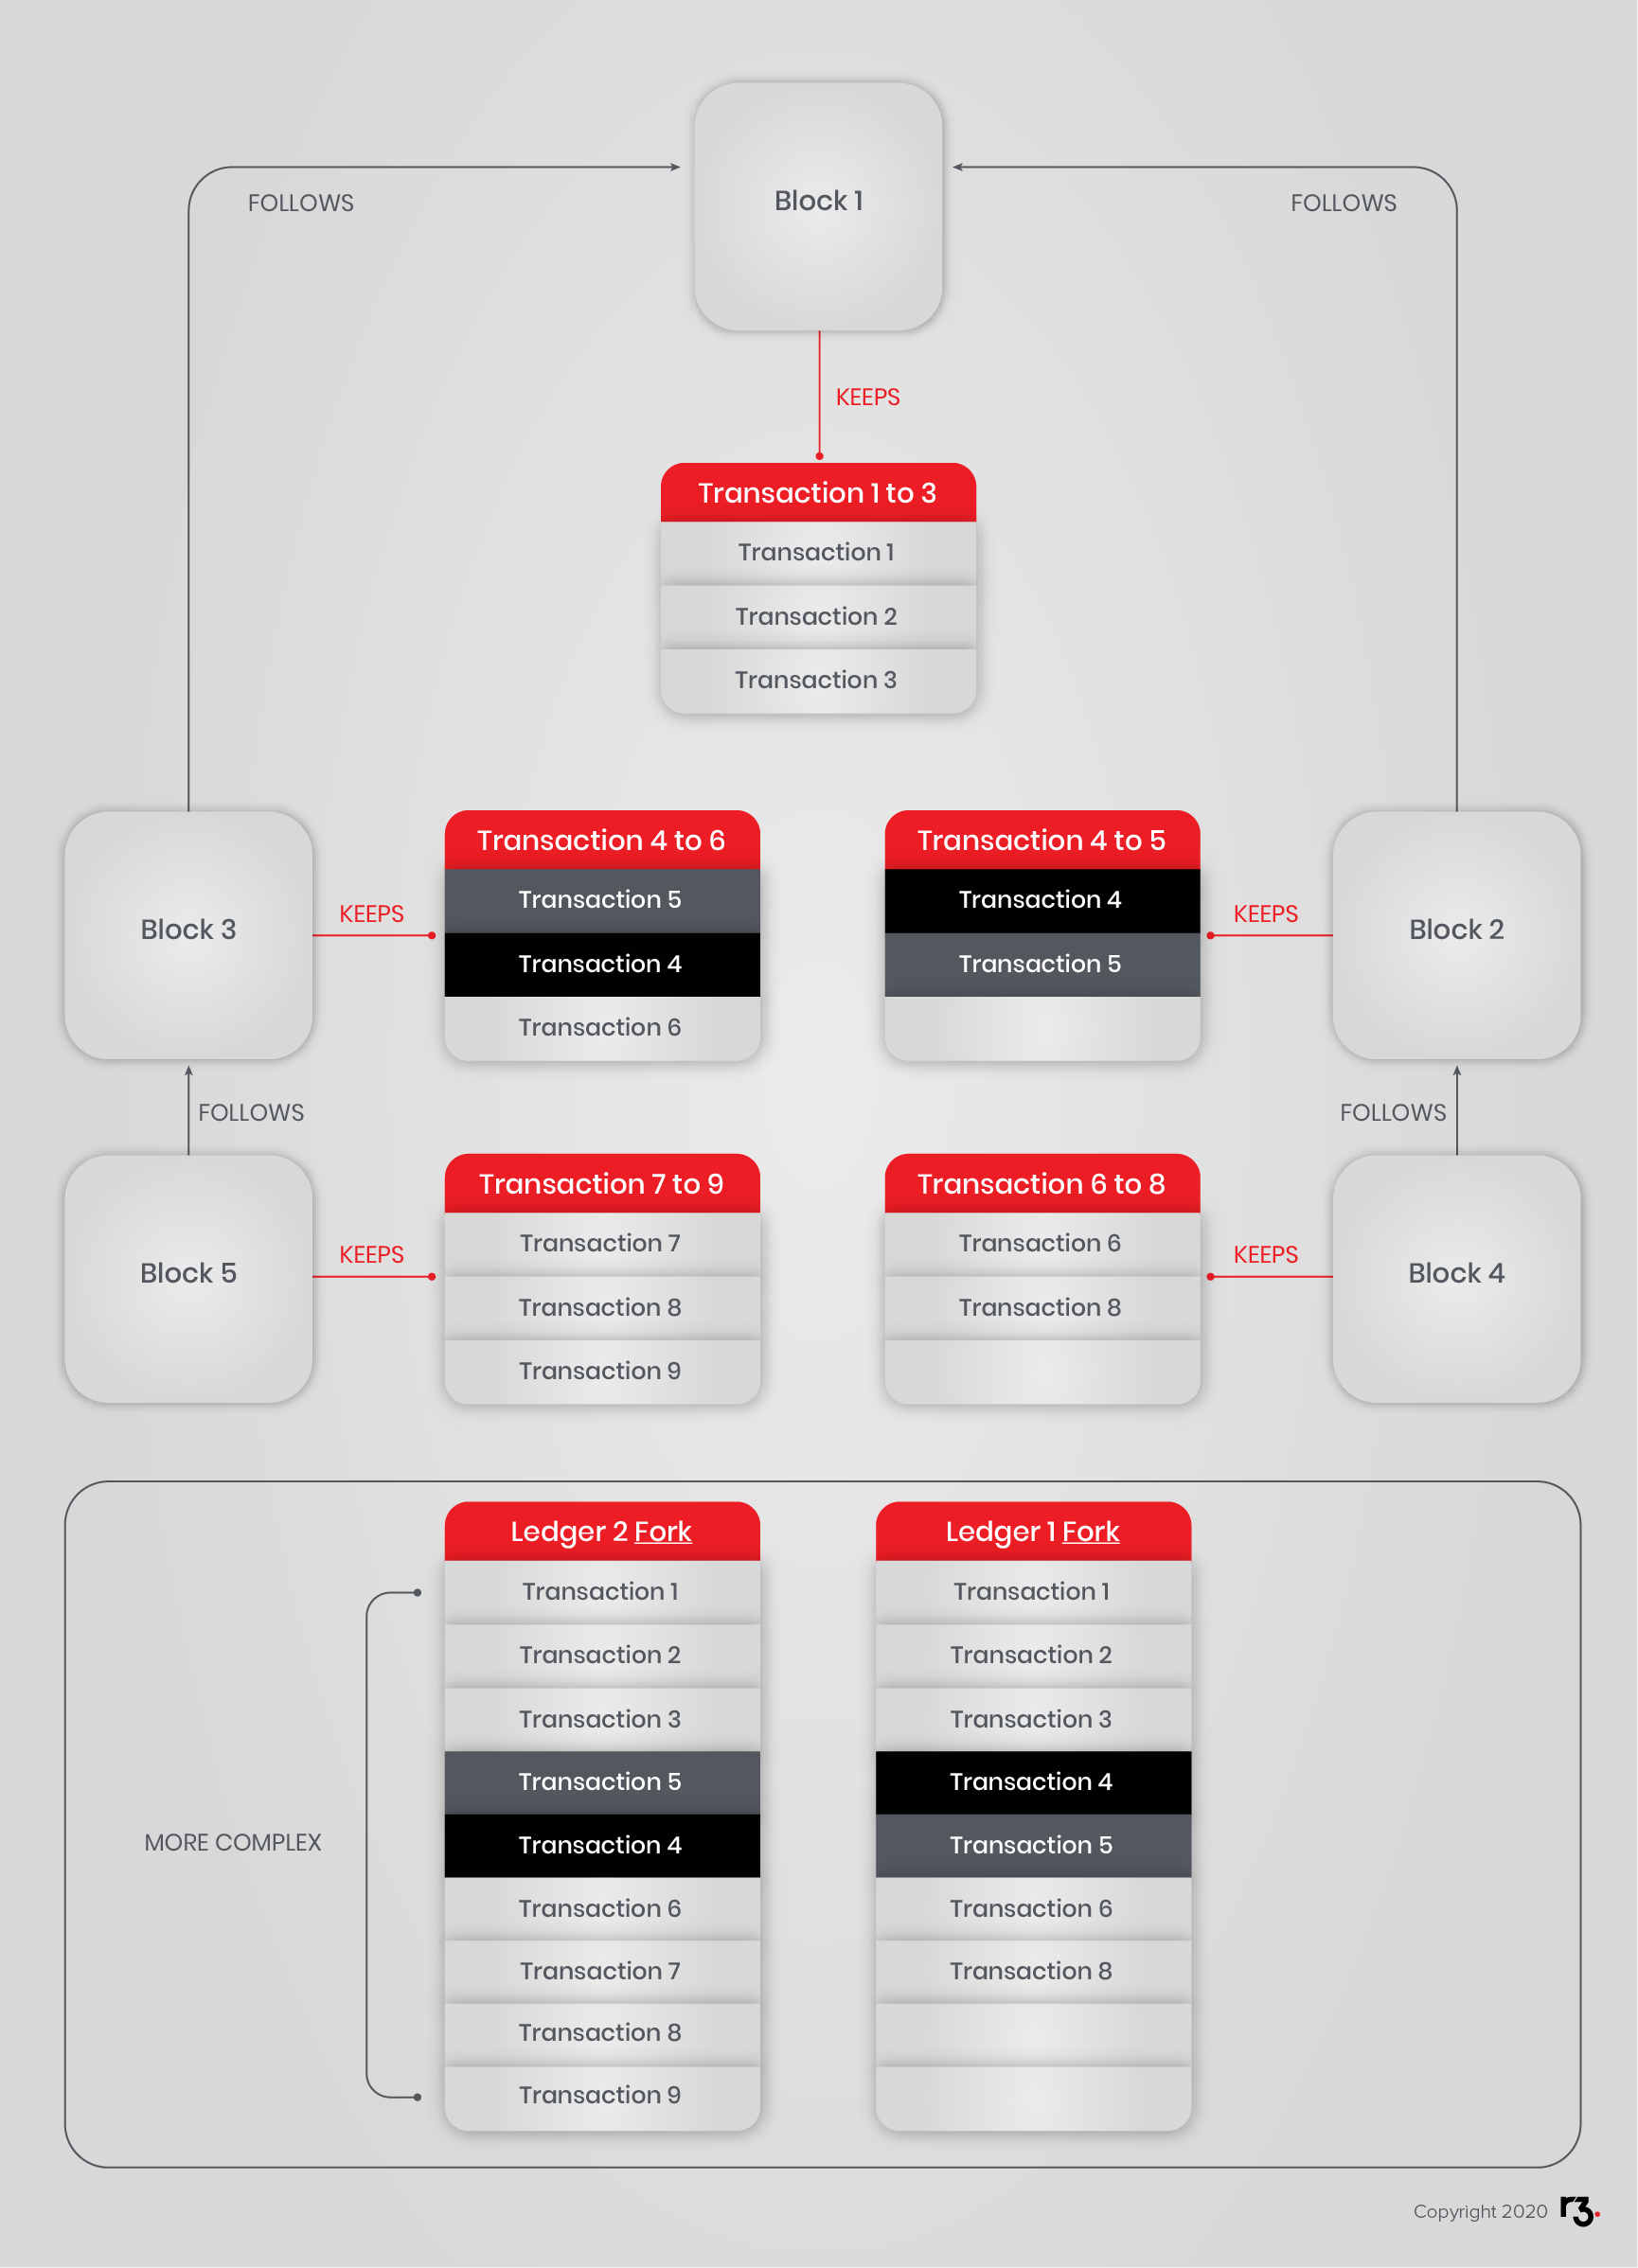 Block 1
FOLLOWS
FOLLOWS
KEEPS
Transaction 1 to 3
Transaction 1
Transaction 2
Transaction 3
Block 3
KEEPS
Transaction 4 to 6
Transaction 5
Transaction 4
Transaction 6
Transaction 4 to 5
Transaction 4
Transaction 5
KEEPS
Block 2
FOLLOWS
FOLLOWS
Block 5
KEEPS
Transaction 7 to 9
Transaction 7
Transaction 8
Transaction 9
Transaction 6 to 8
Transaction 6
Transaction 8
KEEPS
Block 4
MORE COMPLEX
Ledger 2 Fork
Transaction 1
Transaction 2
Transaction 3
Transaction 5
Transaction 4
Transaction 6
Transaction 7
Transaction 8
Transaction 9
Ledger 1 Fork
Transaction 1
Transaction 2
Transaction 3
Transaction 4
Transaction 5
Transaction 6
Transaction 8
Copyright 2020 r3.